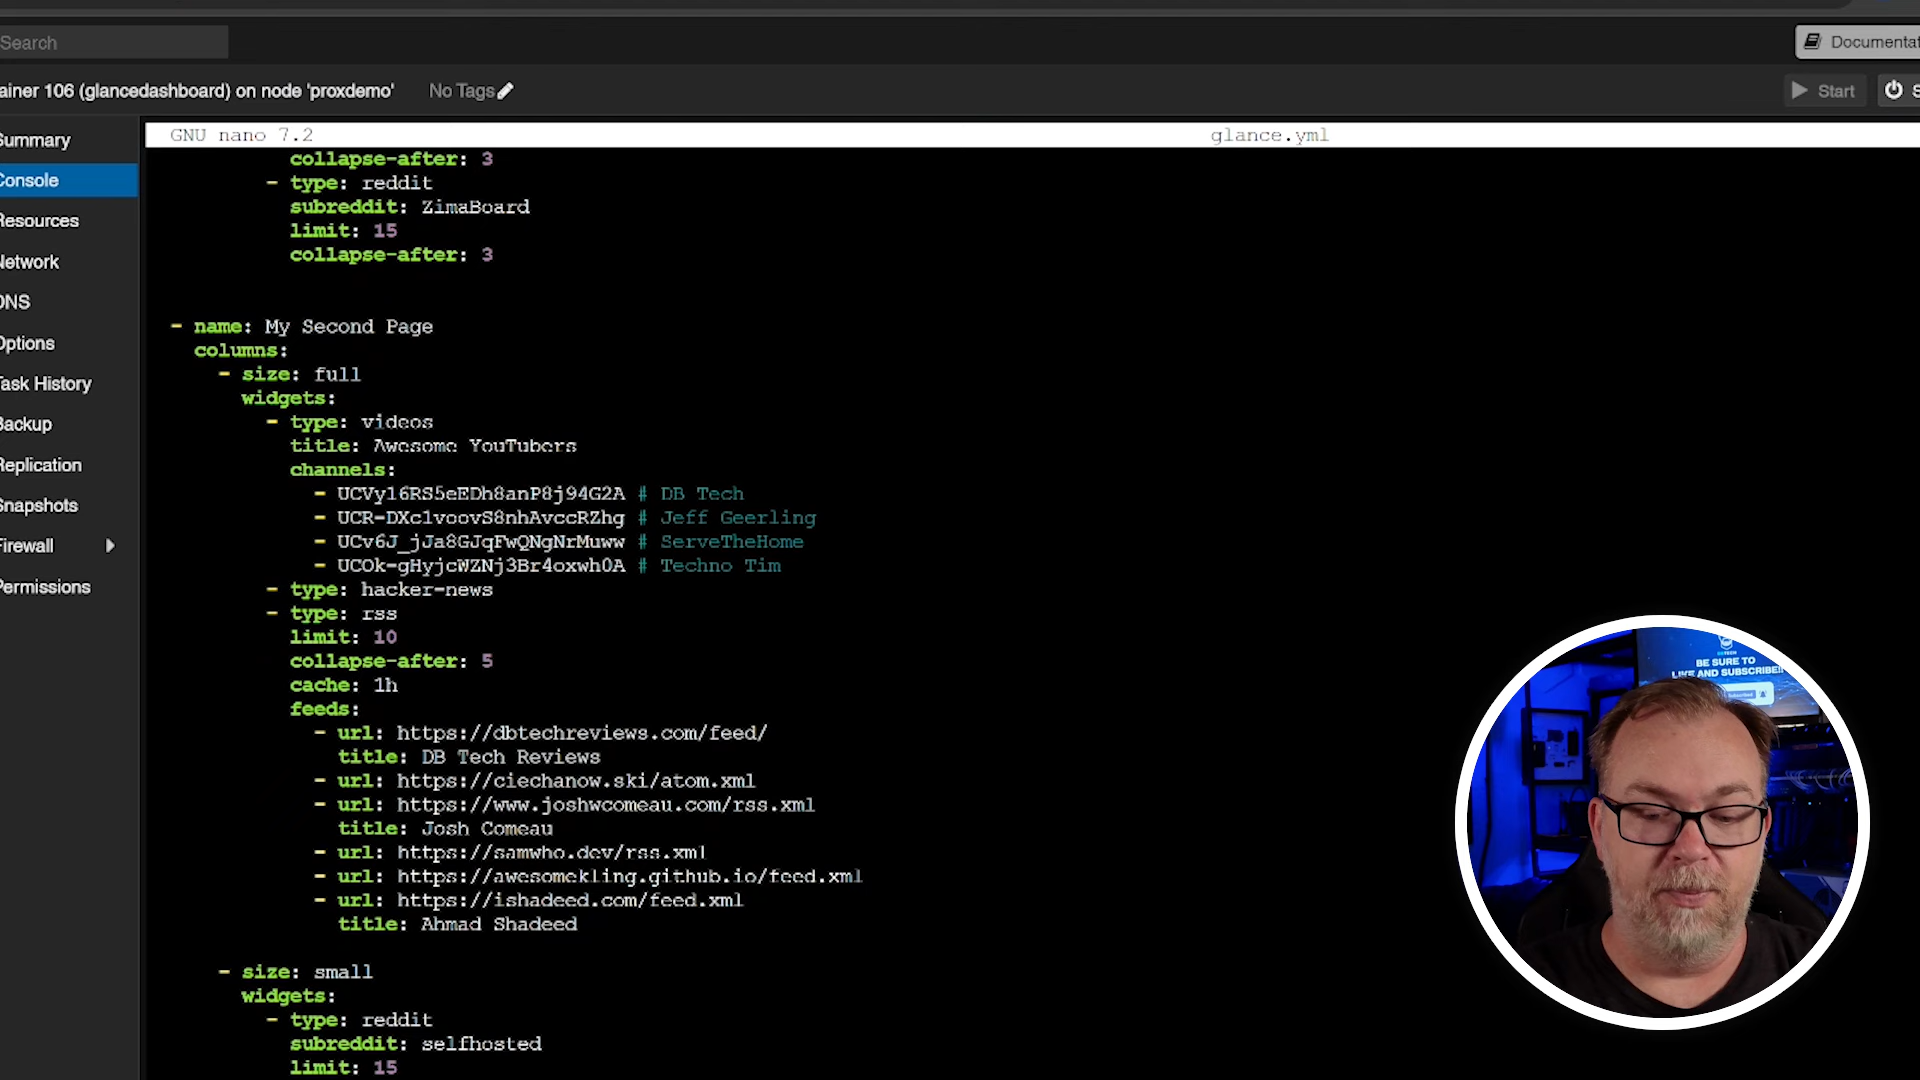 Search
Documentat
ainer 106 (glancedashboard) on node 'proxdemo'
No Tags
Start
S
Summary
Console
Resources
Network
DNS
Options
Task History
Backup
Replication
Snapshots
Firewall
Permissions
GNU nano 7.2
glance.yml
collapse-after: 3
- type: reddit
subreddit: ZimaBoard
limit: 15
collapse-after: 3
- name: My Second Page
columns:
- size: full
widgets:
- type: videos
title: Awesome YouTubers
channels:
- UCVy16RS5eEDh8anP8j94G2A # DB Tech
- UCR-DXc1voovS8nhAvccRZhg # Jeff Geerling
- UCv6J_jJa8GJqFwQNgNrMuww # ServeTheHome
- UCOk-gHyjcWZNj3Br4oxwh0A # Techno Tim
- type: hacker-news
- type: rss
limit: 10
collapse-after: 5
cache: 1h
feeds:
- url: https://dbtechreviews.com/feed/
title: DB Tech Reviews
- url: https://ciechanow.ski/atom.xml
- url: https://www.joshwcomeau.com/rss.xml
title: Josh Comeau
- url: https://samwho.dev/rss.xml
- url: https://awesomekling.github.io/feed.xml
- url: https://ishadeed.com/feed.xml
title: Ahmad Shadeed
- size: small
widgets:
- type: reddit
subreddit: selfhosted
limit: 15
BE SURE TO
LIKE AND SUBSCRIBE!!